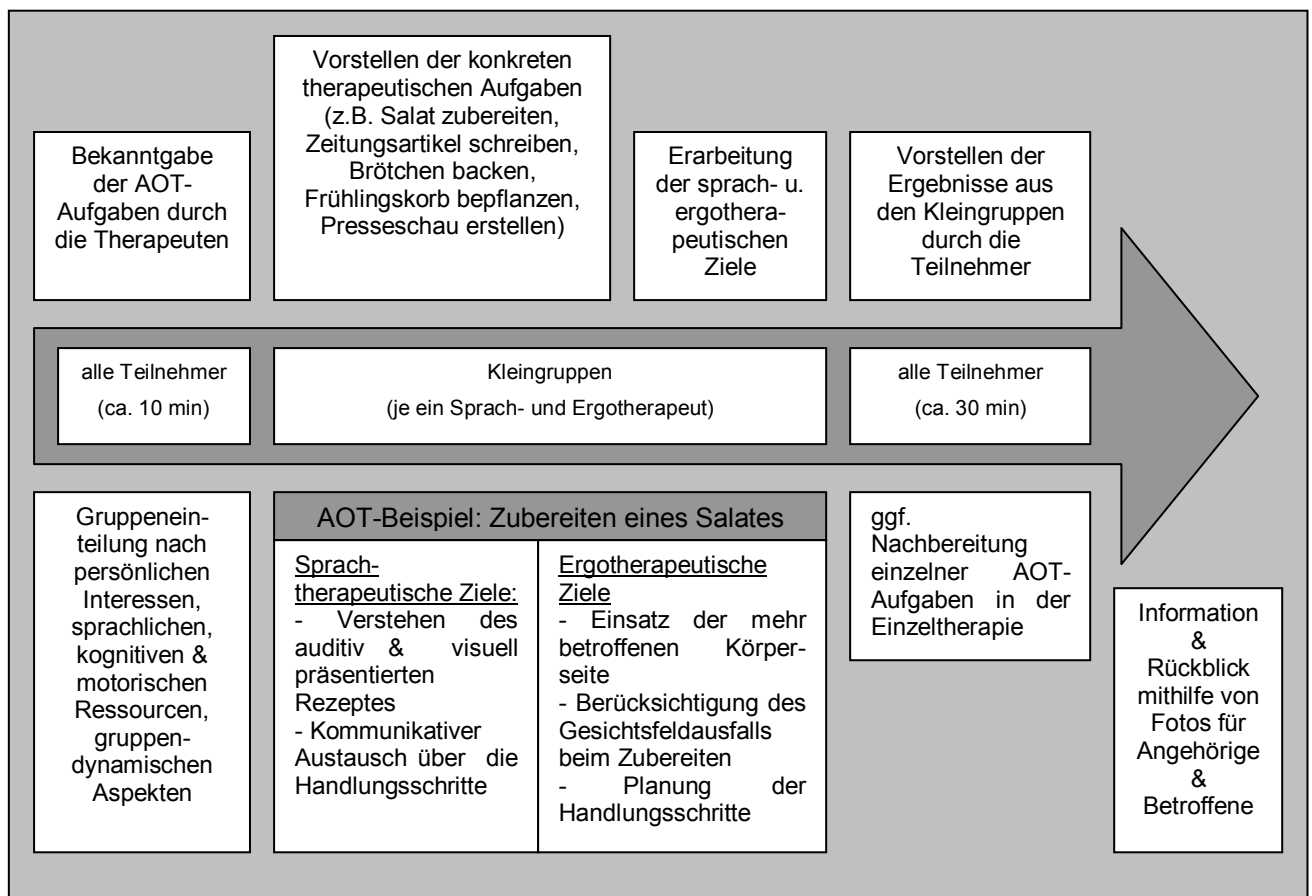 Bekanntgabe
der AOT-
Aufgaben durch
die Therapeuten
Vorstellen der konkreten
therapeutischen Aufgaben
(z.B. Salat zubereiten,
Zeitungsartikel schreiben,
Brötchen backen,
Frühlingskorb bepflanzen,
Presseschau erstellen)
Erarbeitung
der sprach- u.
ergothera-
peutischen
Ziele
Vorstellen der
Ergebnisse aus
den Kleingruppen
durch die
Teilnehmer
alle Teilnehmer
(ca. 10 min)
Kleingruppen
(je ein Sprach- und Ergotherapeut)
alle Teilnehmer
(ca. 30 min)
Gruppenein-
teilung nach
persönlichen
Interessen,
sprachlichen,
kognitiven &
motorischen
Ressourcen,
gruppen-
dynamischen
Aspekten
AOT-Beispiel: Zubereiten eines Salates
Sprach-
therapeutische Ziele:
- Verstehen des
auditiv & visuell
präsentierten
Rezeptes
- Kommunikativer
Austausch über die
Handlungsschritte
Ergotherapeutische
Ziele
- Einsatz der mehr
betroffenen Körper-
seite
- Berücksichtigung des
Gesichtsfeldausfalls
beim Zubereiten
- Planung der
Handlungsschritte
ggf.
Nachbereitung
einzelner AOT-
Aufgaben in der
Einzeltherapie
Information
&
Rückblick
mithilfe von
Fotos für
Angehörige
&
Betroffene